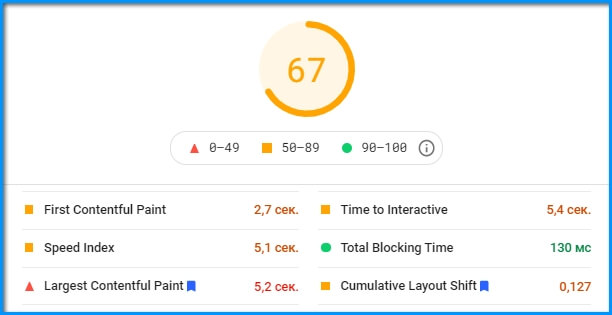 67
0–49 50–89 90–100
First Contentful Paint 2,7 сек.
Time to Interactive 5,4 сек.
Speed Index 5,1 сек.
Total Blocking Time 130 мс
Largest Contentful Paint 5,2 сек.
Cumulative Layout Shift 0,127